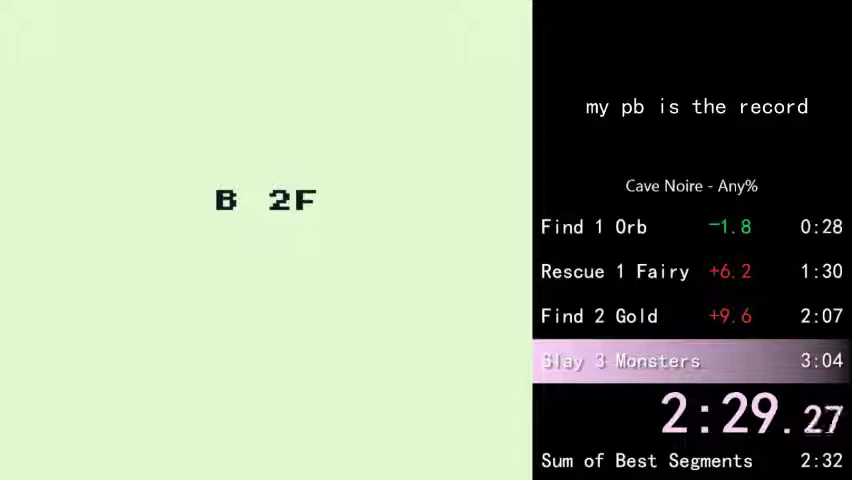 B 2F
my pb is the record
Cave Noire - Any%
Find 1 Orb −1.8 0:28
Rescue 1 Fairy +6.2 1:30
Find 2 Gold +9.6 2:07
Slay 3 Monsters 3:04
2:29.27
Sum of Best Segments 2:32